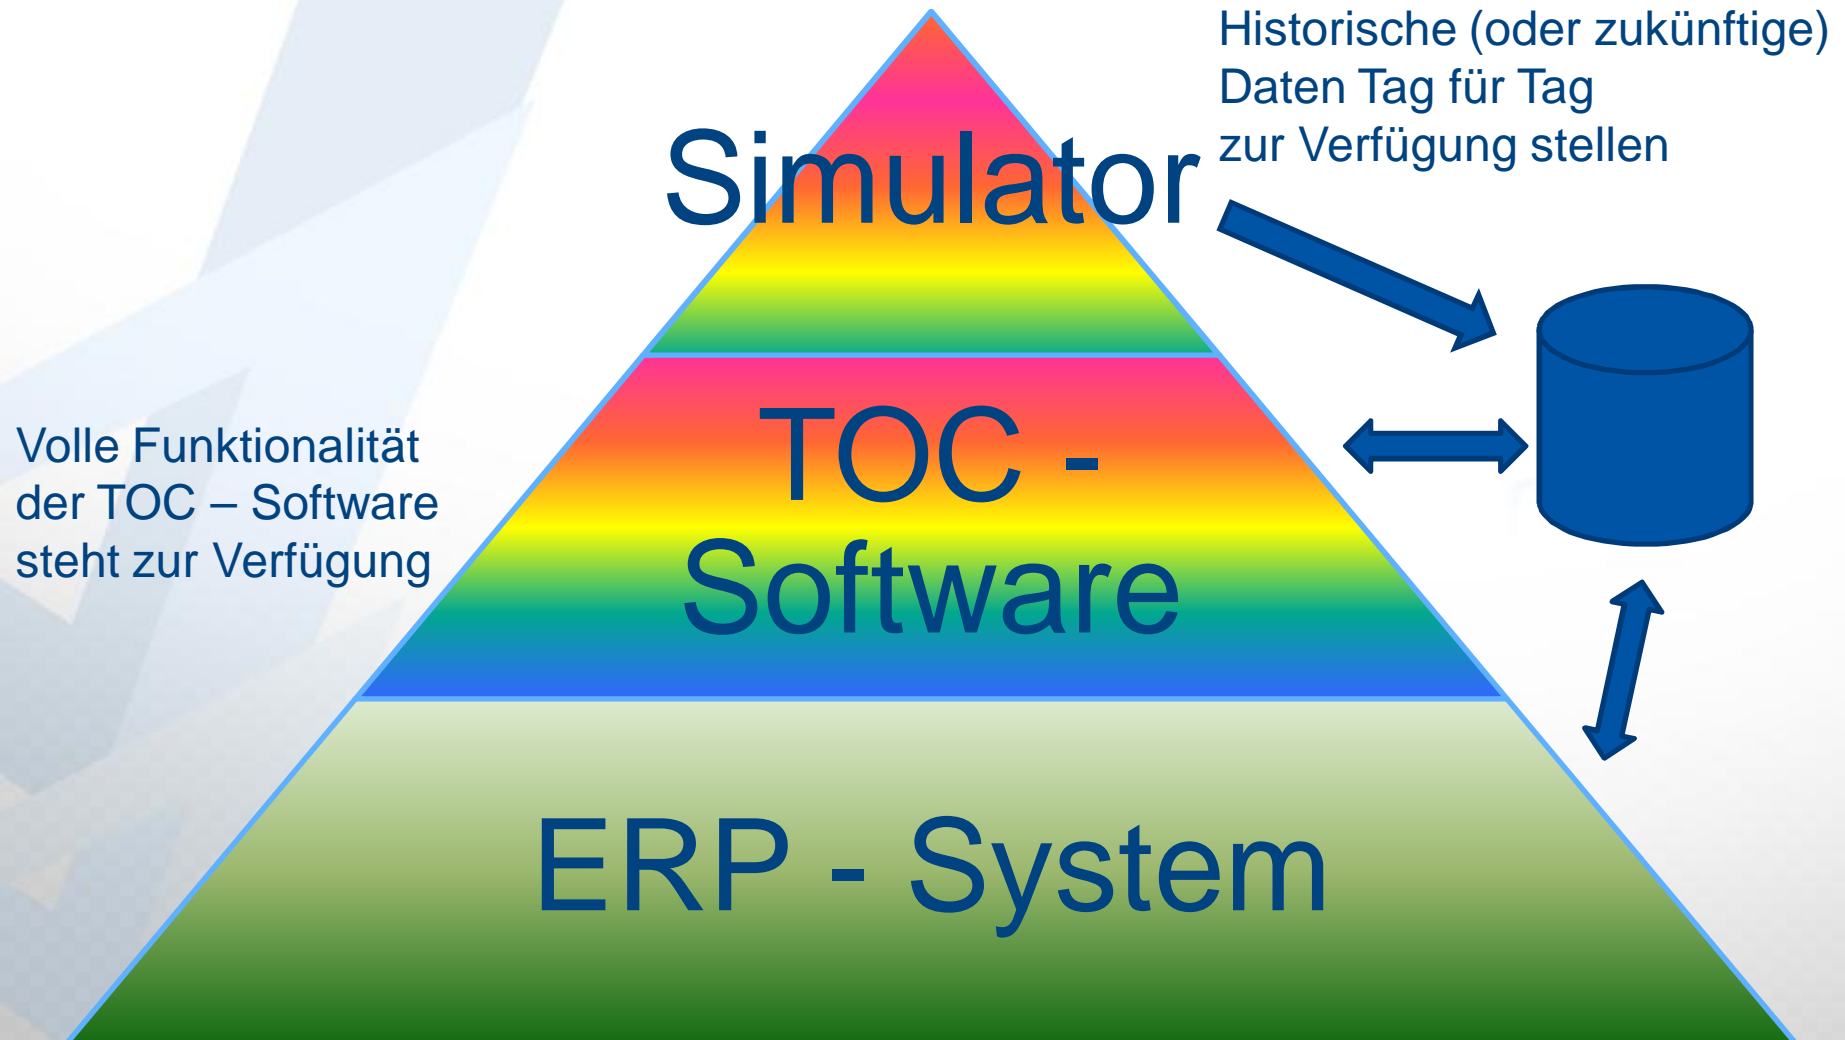 Historische (oder zukünftige)
Daten Tag für Tag
zur Verfügung stellen
Simulator
Volle Funktionalität
der TOC – Software
steht zur Verfügung
TOC -
Software
ERP - System